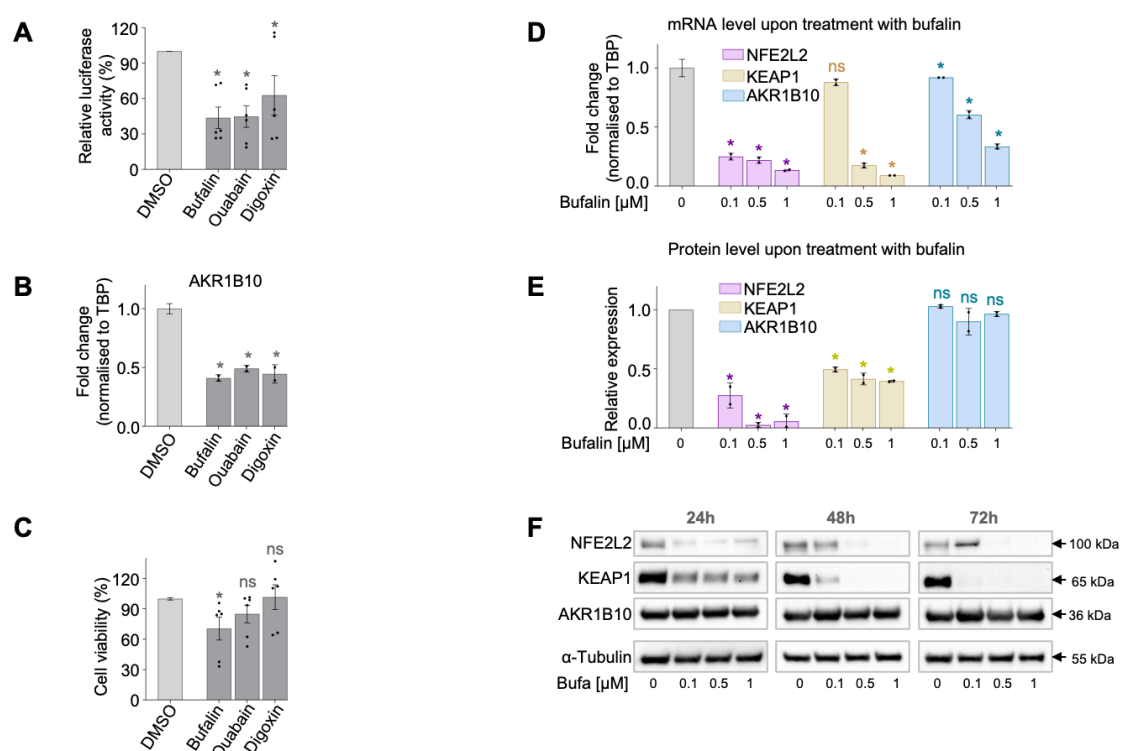 A
Relative luciferase
activity (%)
120
90
60
30
0
*
*
*
DMSO
Bufalin
Ouabain
Digoxin
B
AKR1B10
Fold change
(normalised to TBP)
1.0
0.5
0.0
*
*
*
DMSO
Bufalin
Ouabain
Digoxin
C
Cell viability (%)
120
90
60
30
0
*
ns
ns
DMSO
Bufalin
Ouabain
Digoxin
D
mRNA level upon treatment with bufalin
Fold change
(normalised to TBP)
NFE2L2
KEAP1
AKR1B10
1.0
0.5
0.0
* * *
ns * *
* * *
Bufalin [µM] 0 0.1 0.5 1 0.1 0.5 1 0.1 0.5 1
Protein level upon treatment with bufalin
E
Relative expression
NFE2L2
KEAP1
AKR1B10
1.0
0.5
0.0
* * *
* * *
ns ns ns
Bufalin [µM] 0 0.1 0.5 1 0.1 0.5 1 0.1 0.5 1
F
24h 48h 72h
NFE2L2 100 kDa
KEAP1 65 kDa
AKR1B10 36 kDa
α-Tubulin 55 kDa
Bufa [µM] 0 0.1 0.5 1 0 0.1 0.5 1 0 0.1 0.5 1